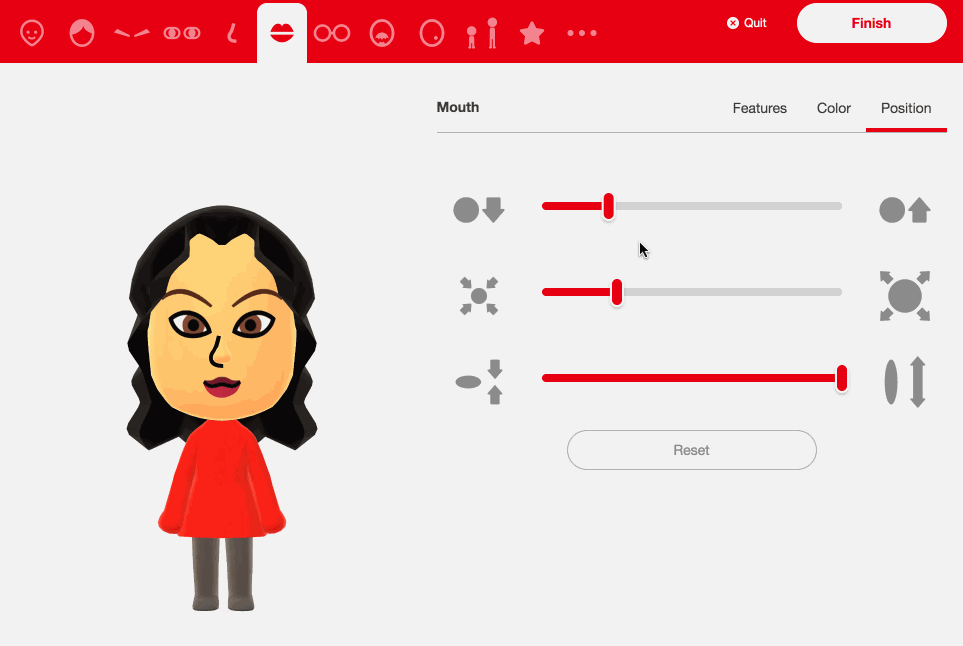 Quit
Finish
Mouth
Features
Color
Position
Reset